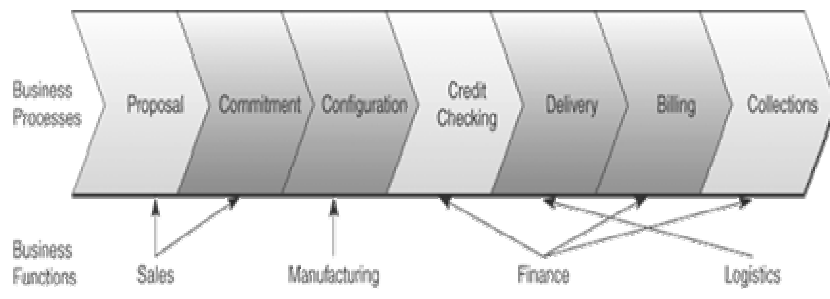 Business
Processes
Proposal
Commitment
Configuration
Credit
Checking
Delivery
Billing
Collections
Business
Functions
Sales
Manufacturing
Finance
Logistics